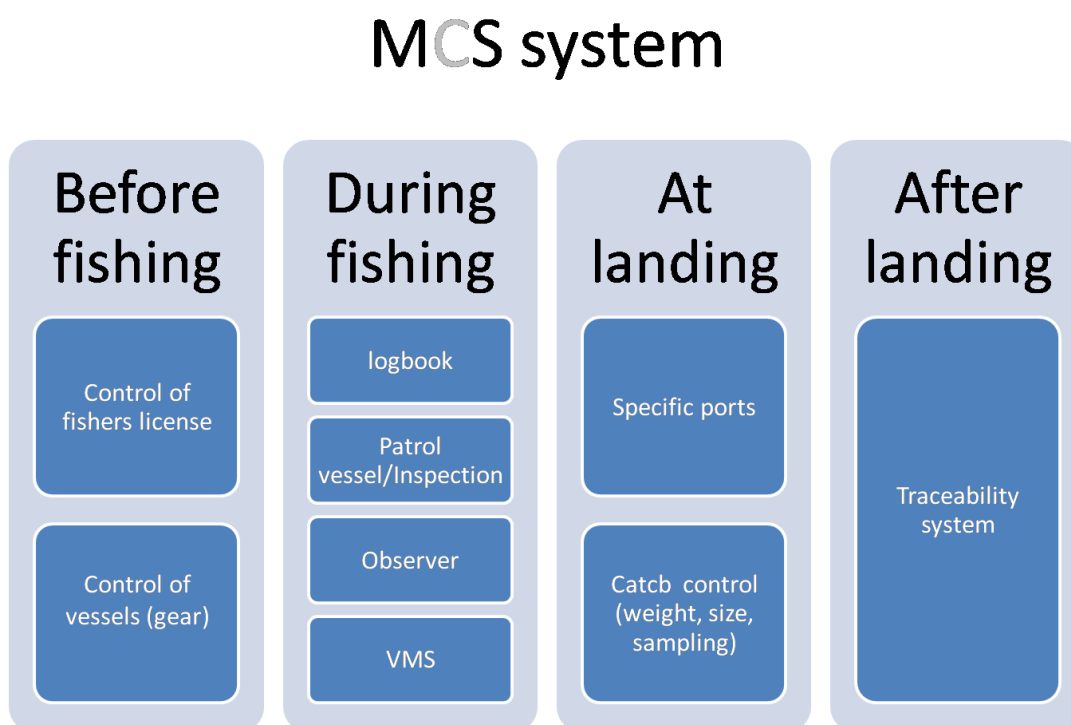 MCS system
Before
fishing
Control of
fishers license
Control of
vessels (gear)
During
fishing
logbook
Patrol
vessel/Inspection
Observer
VMS
At
landing
Specific ports
Catcb control
(weight, size,
sampling)
After
landing
Traceability
system